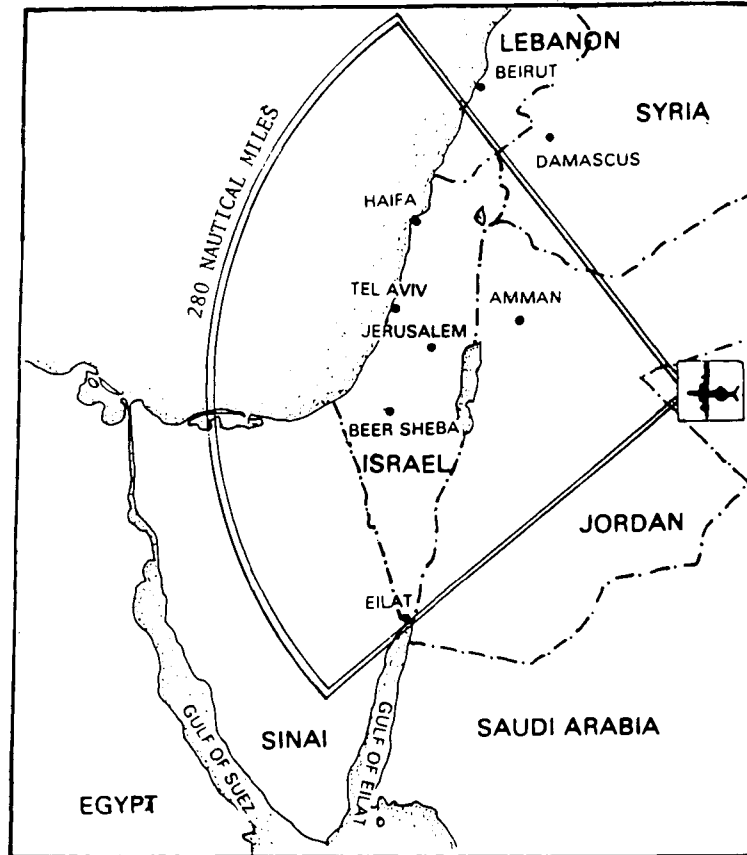 LEBANON
BEIRUT
SYRIA
DAMASCUS
280 NAUTICAL MILES
HAIFA
TEL AVIV
AMMAN
JERUSALEM
BEER SHEBA
ISRAEL
JORDAN
EILAT
GULF OF SUEZ
SINAI
GULF OF EILAT
SAUDI ARABIA
EGYPT